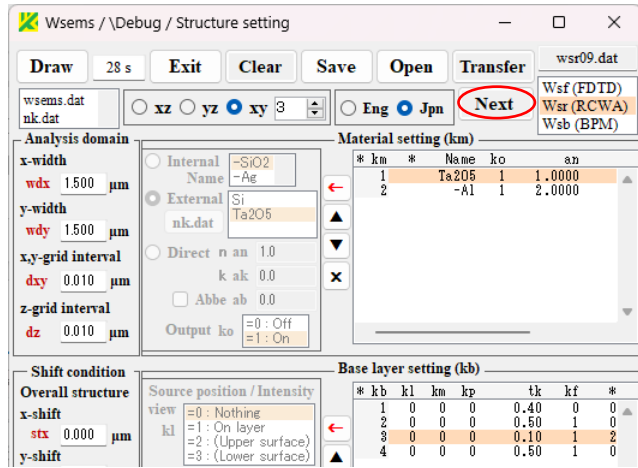 Wsems / \Debug / Structure setting
Draw 28 s Exit Clear Save Open Transfer wsr09.dat
wsems.dat
nk.dat
xz yz xy 3 Eng Jpn Next
Wsf (FDTD)
Wsr (RCWA)
Wsb (BPM)
Analysis domain
x-width
wdx 1.500 μm
y-width
wdy 1.500 μm
x,y-grid interval
dxy 0.010 μm
z-grid interval
dz 0.010 μm
Internal Name
-SiO2
-Ag
External
nk.dat
Si
Ta2O5
Direct n an 1.0
k ak 0.0
Abbe ab 0.0
Output ko
=0 : Off
=1 : On
←
▲
▼
×
Material setting (km)
* km * Name ko an
1 Ta2O5 1 1.0000
2 -Al 1 2.0000
Shift condition
Overall structure
x-shift
stx 0.000 μm
y-shift
Source position / Intensity
view
kl
=0 : Nothing
=1 : On layer
=2 : (Upper surface)
=3 : (Lower surface)
←
▲
Base layer setting (kb)
* kb kl km kp tk kf *
1 0 0 0 0.40 0 0
2 0 0 0 0.50 1 0
3 0 0 0 0.10 1 2
4 0 0 0 0.50 1 0